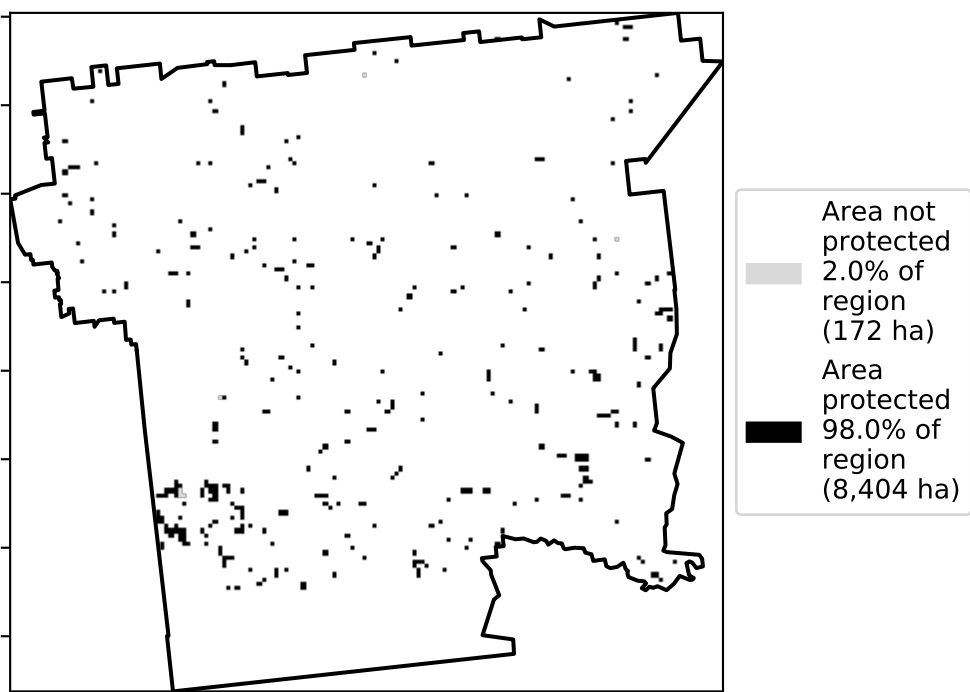 Area not
protected
2.0% of
region
(172 ha)
Area
protected
98.0% of
region
(8,404 ha)